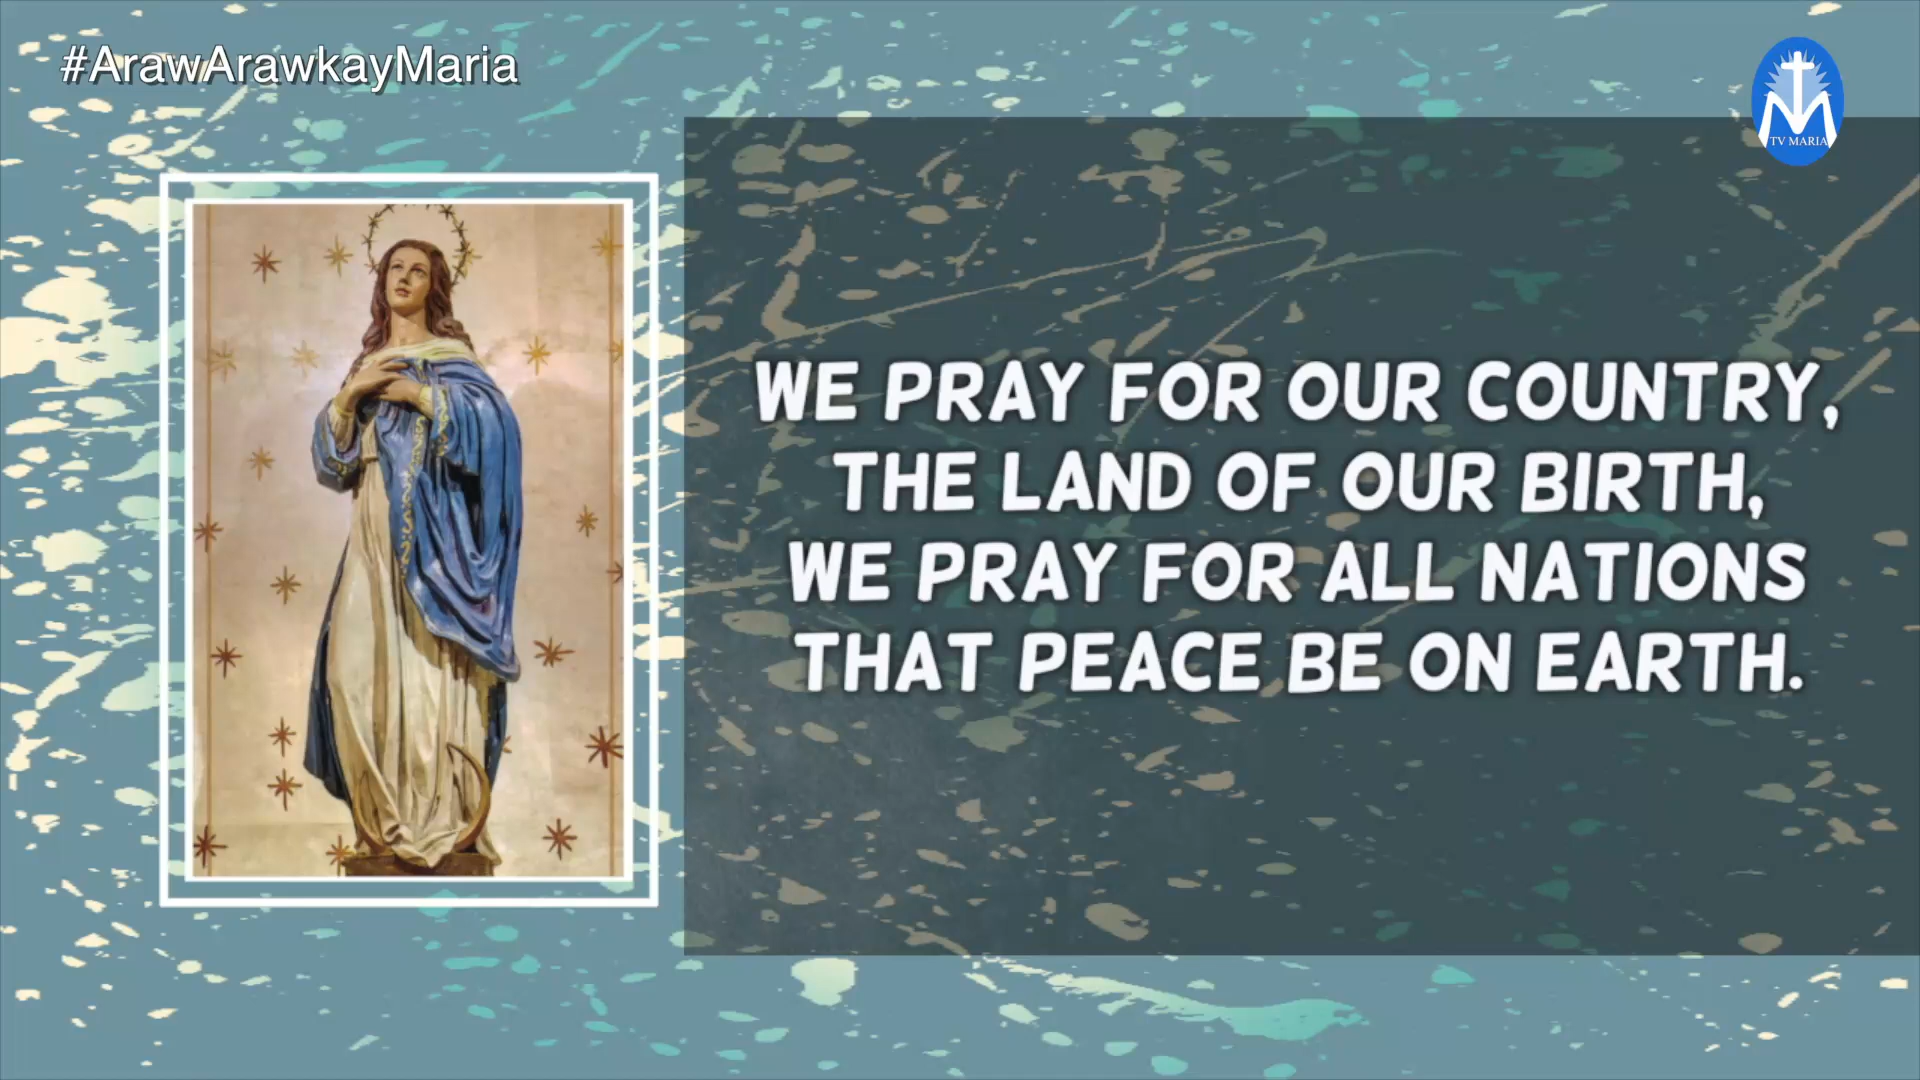 #ArawArawkayMaria
TV MARIA
WE PRAY FOR OUR COUNTRY,
THE LAND OF OUR BIRTH,
WE PRAY FOR ALL NATIONS
THAT PEACE BE ON EARTH.